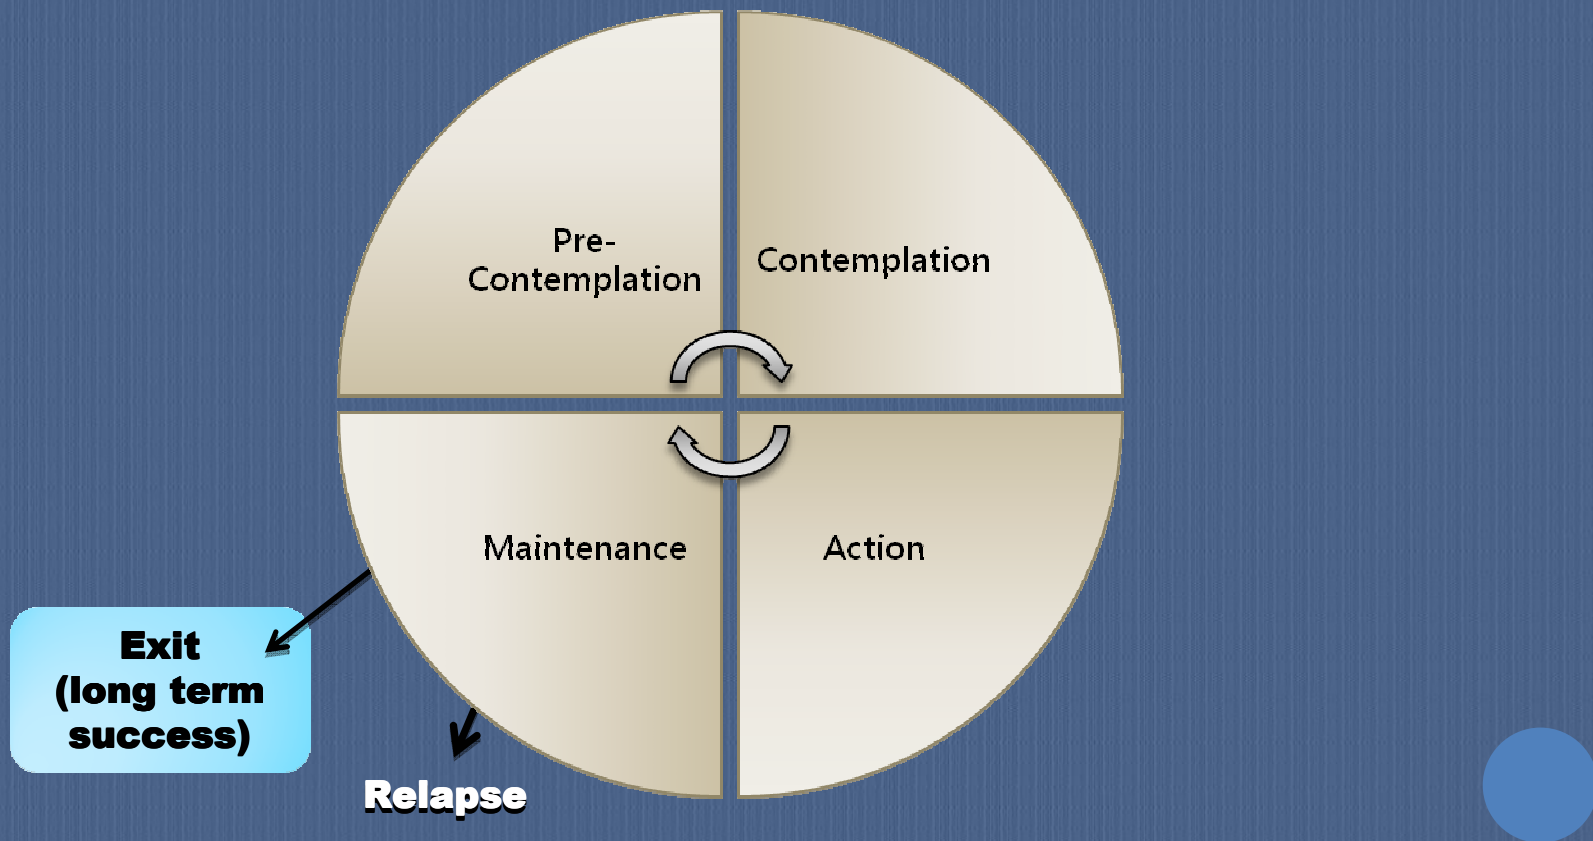 Pre-
Contemplation
Contemplation
Maintenance
Action
Exit
(long term
success)
Relapse